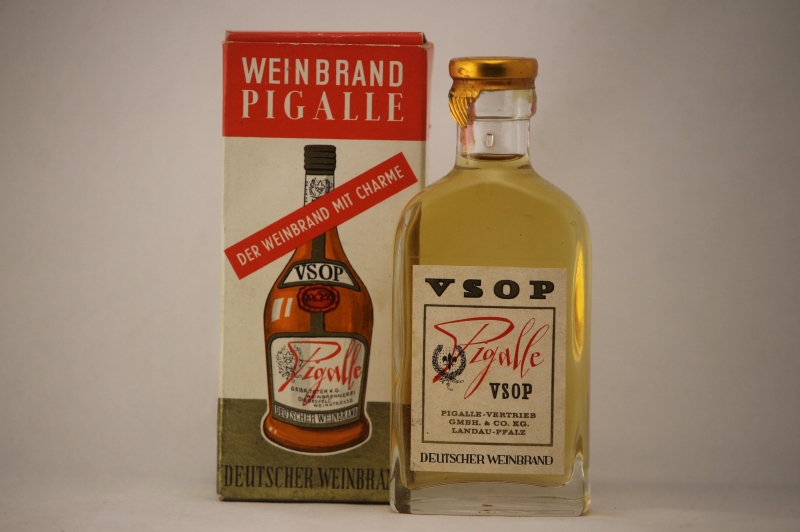 WEINBRAND
PIGALLE
DER WEINBRAND MIT CHARME
VSOP
Pigalle
DEUTSCHER WEINBRAND
DEUTSCHER WEINBRA
VSOP
Pigalle
VSOP
PIGALLE-VERTRIEB
GMBH. & CO. KG.
LANDAU-PFALZ
DEUTSCHER WEINBRAND